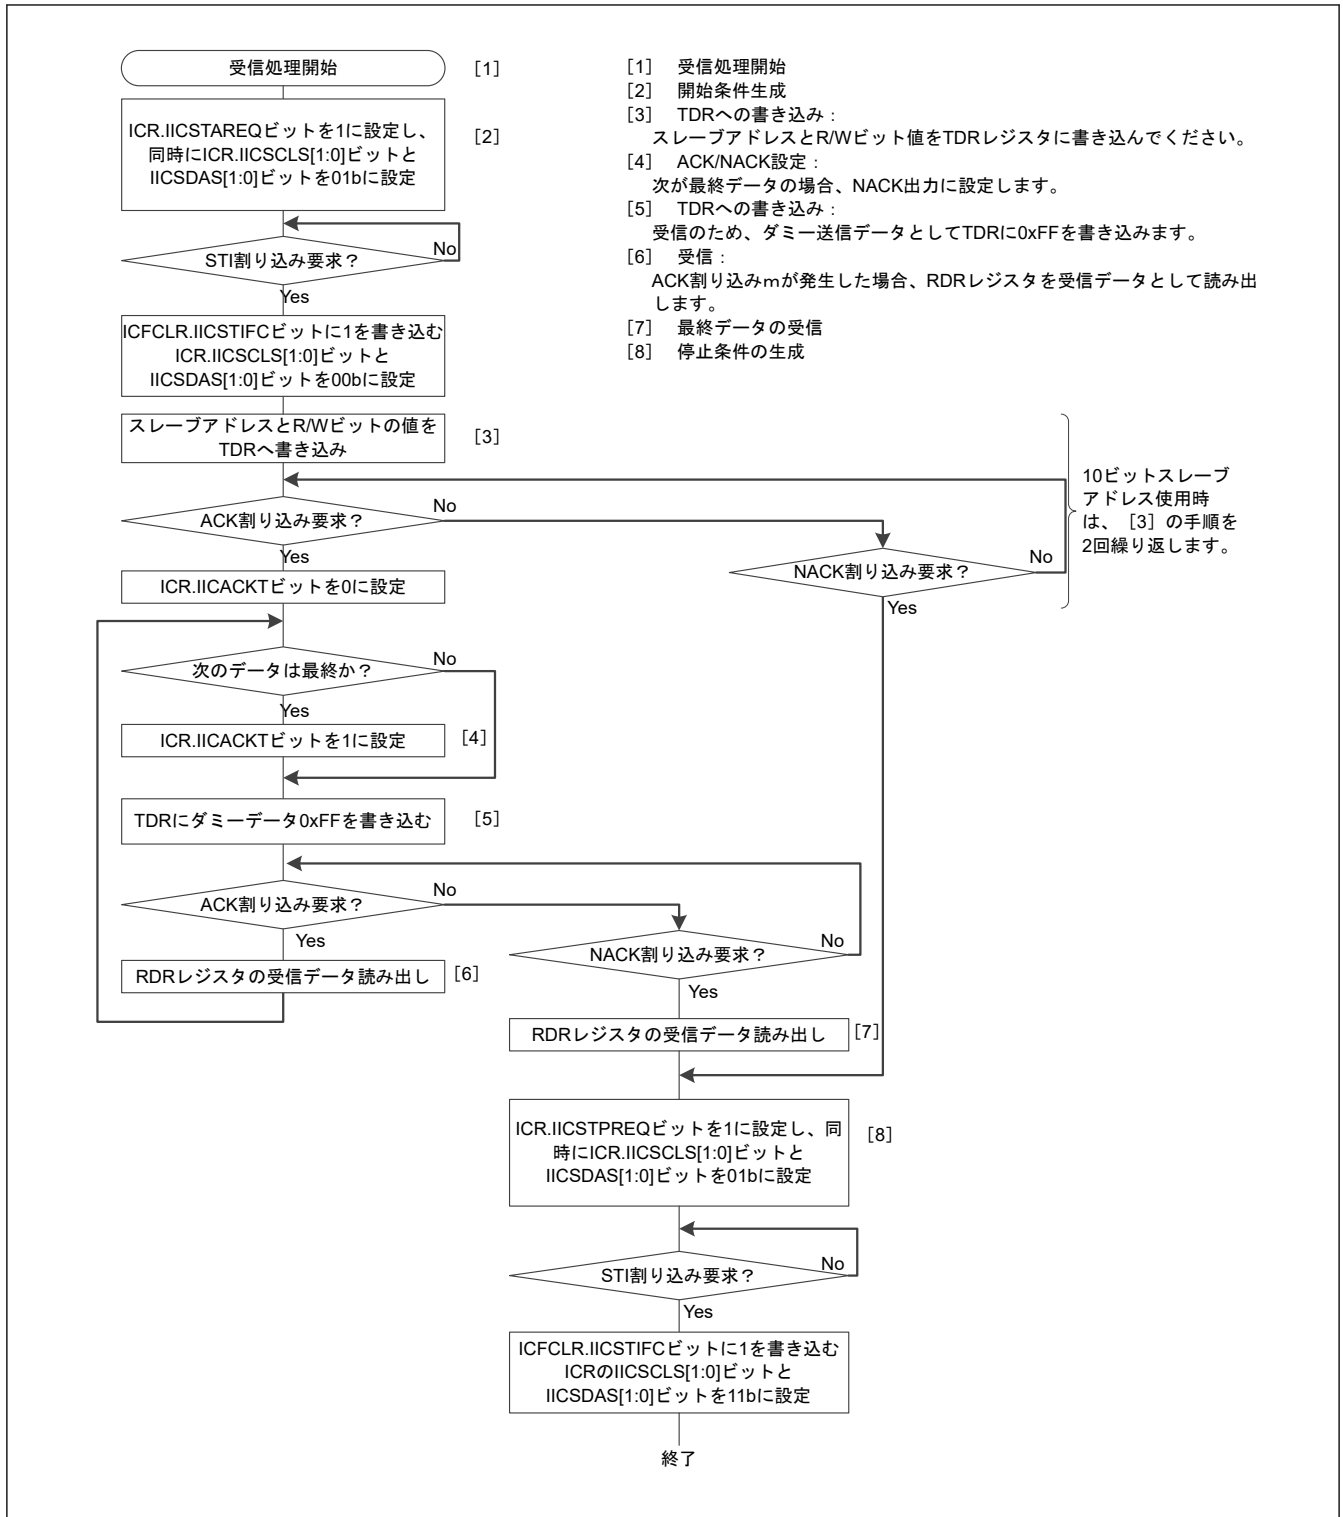 受信処理開始
[1]
ICR.IICSTAREQビットを1に設定し、
同時にICR.IICSCLS[1:0]ビットと
IICSDAS[1:0]ビットを01bに設定
[2]
STI割り込み要求？
No
Yes
ICFCLR.IICSTIFCビットに1を書き込む
ICR.IICSCLS[1:0]ビットと
IICSDAS[1:0]ビットを00bに設定
スレーブアドレスとR/Wビットの値を
TDRへ書き込み
[3]
ACK割り込み要求？
No
Yes
ICR.IICACKTビットを0に設定
次のデータは最終か？
No
Yes
ICR.IICACKTビットを1に設定
[4]
TDRにダミーデータ0xFFを書き込む
[5]
ACK割り込み要求？
No
Yes
RDRレジスタの受信データ読み出し
[6]
[1] 受信処理開始
[2] 開始条件生成
[3] TDRへの書き込み：
スレーブアドレスとR/Wビット値をTDRレジスタに書き込んでください。
[4] ACK/NACK設定：
次が最終データの場合、NACK出力に設定します。
[5] TDRへの書き込み：
受信のため、ダミー送信データとしてTDRに0xFFを書き込みます。
[6] 受信：
ACK割り込みｍが発生した場合、RDRレジスタを受信データとして読み出
します。
[7] 最終データの受信
[8] 停止条件の生成
10ビットスレーブ
アドレス使用時
は、［3］の手順を
2回繰り返します。
NACK割り込み要求？
No
Yes
NACK割り込み要求？
No
Yes
RDRレジスタの受信データ読み出し
[7]
ICR.IICSTPREQビットを1に設定し、同
時にICR.IICSCLS[1:0]ビットと
IICSDAS[1:0]ビットを01bに設定
[8]
STI割り込み要求？
No
Yes
ICFCLR.IICSTIFCビットに1を書き込む
ICRのIICSCLS[1:0]ビットと
IICSDAS[1:0]ビットを11bに設定
終了